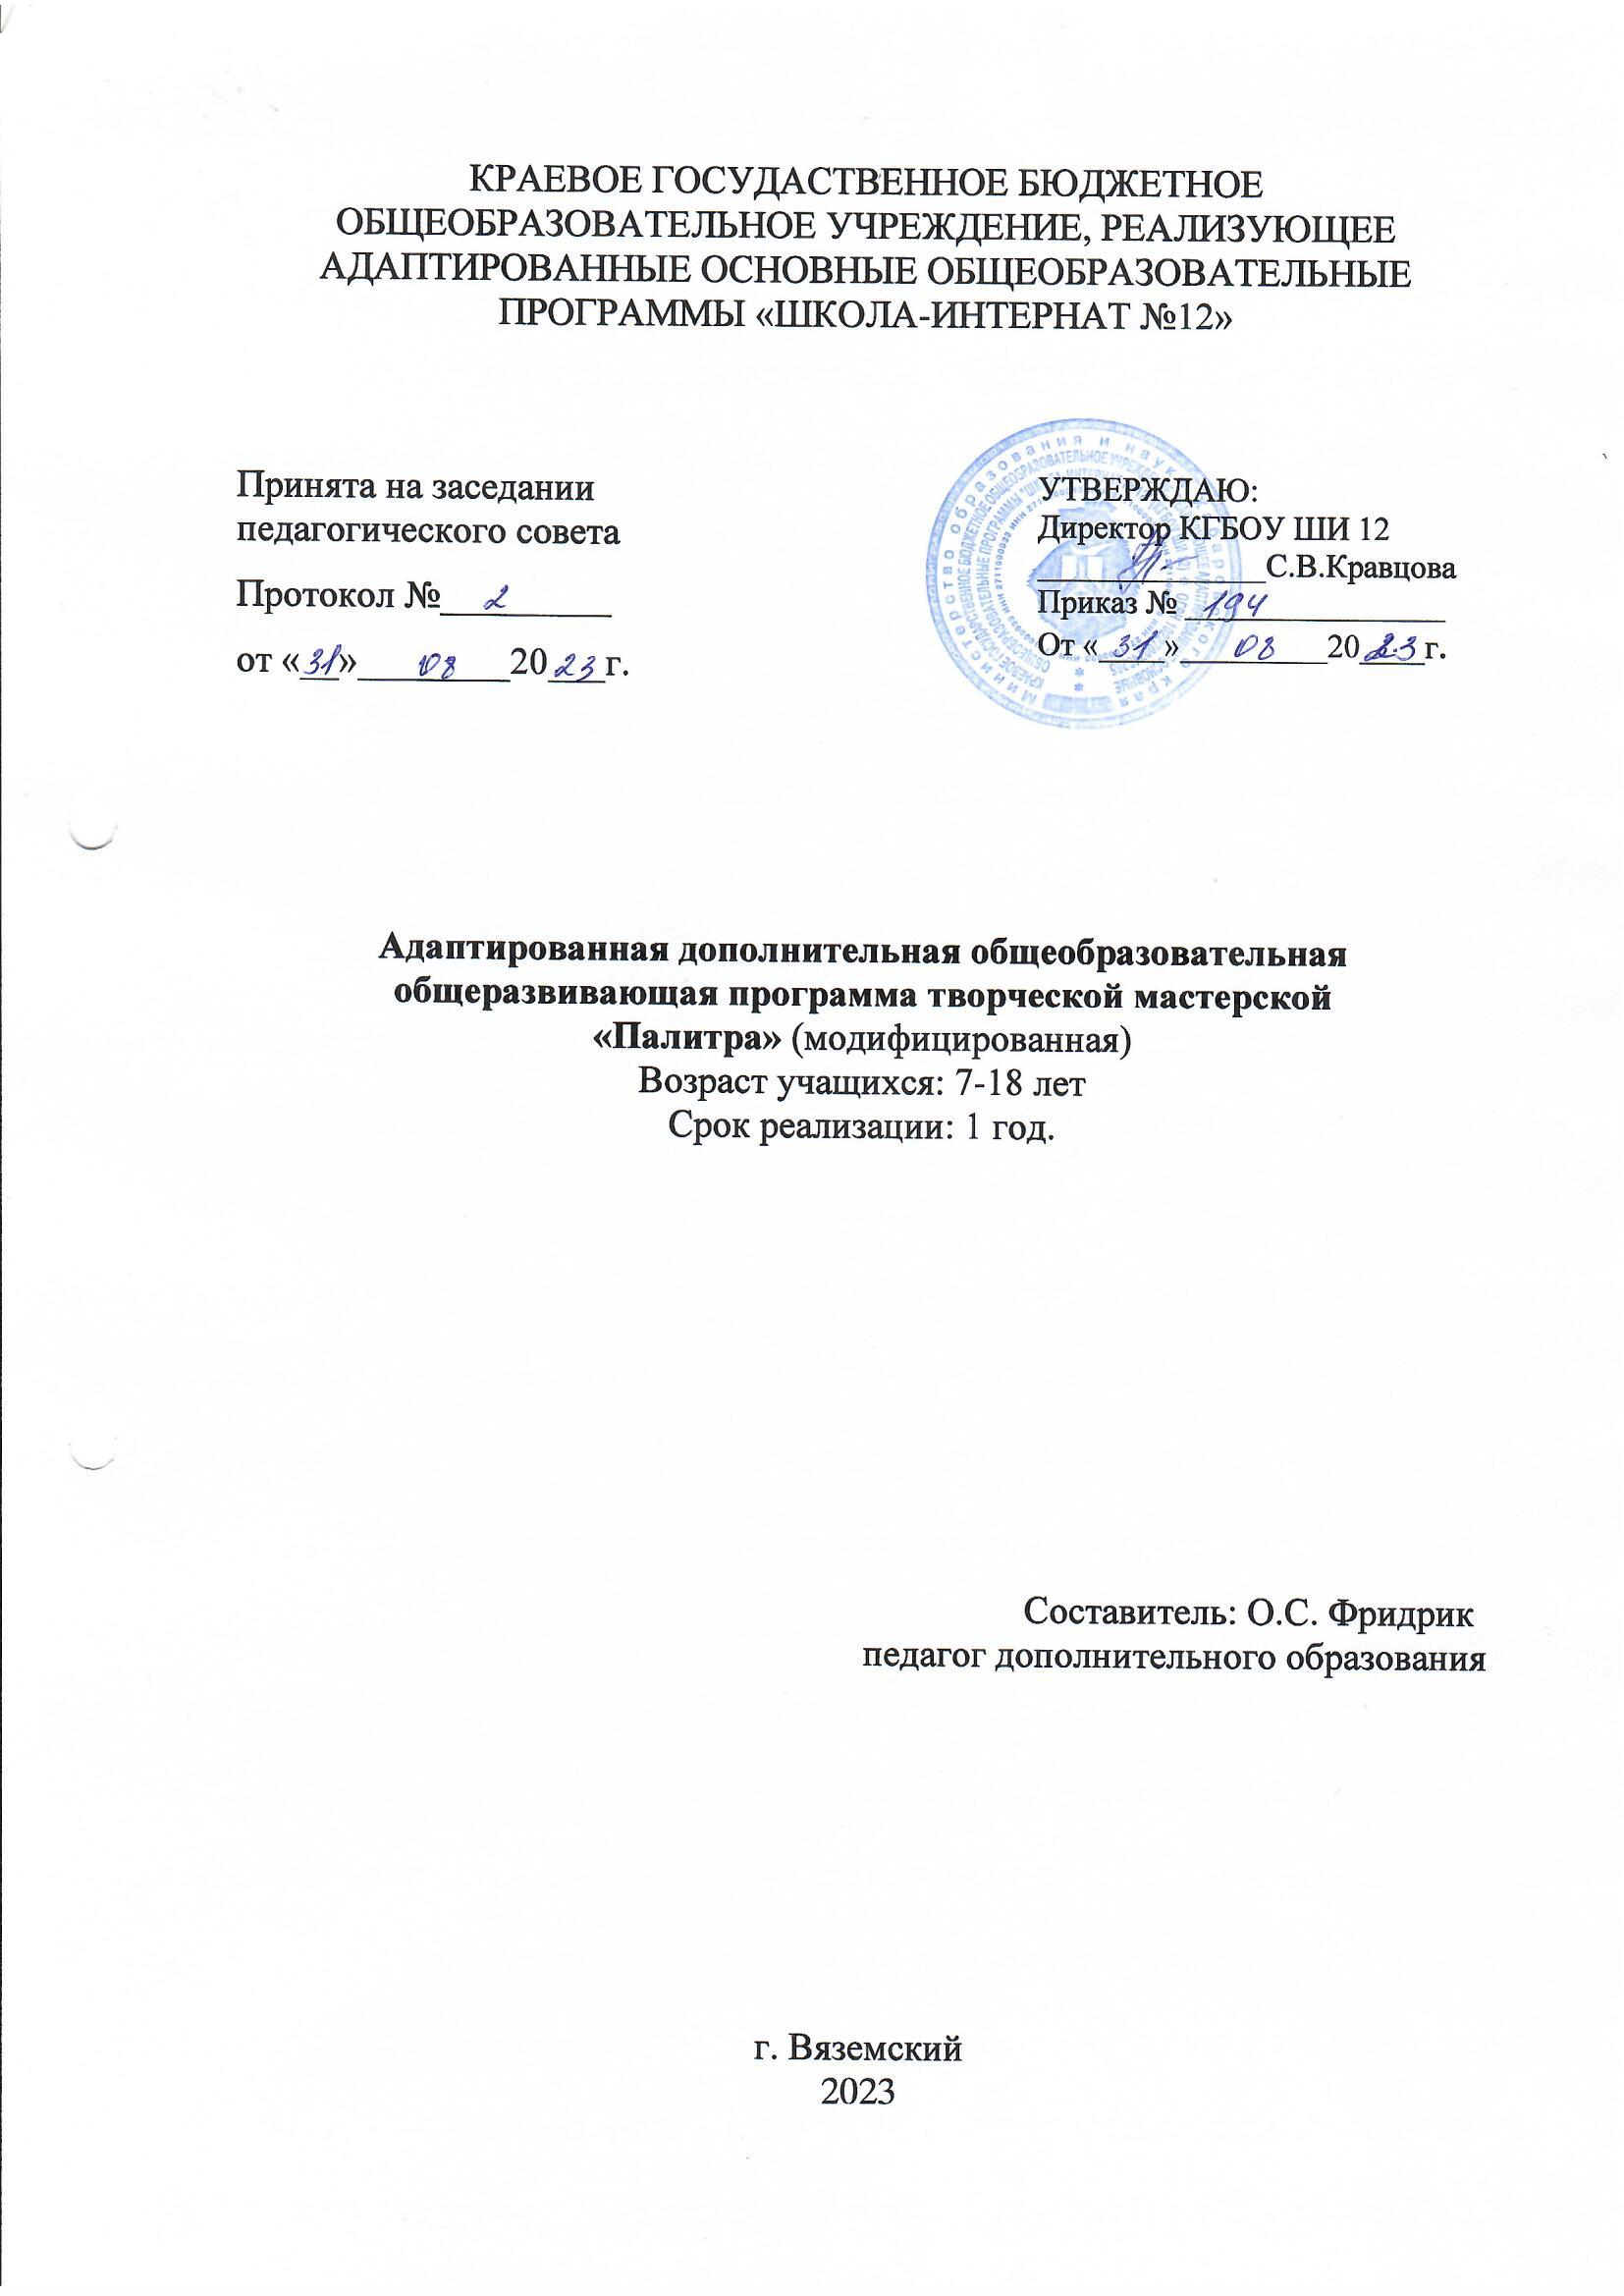 КРАЕВОЕ ГОСУДАСТВЕННОЕ БЮДЖЕТНОЕ
ОБЩЕОБРАЗОВАТЕЛЬНОЕ УЧРЕЖДЕНИЕ, РЕАЛИЗУЮЩЕЕ
АДАПТИРОВАННЫЕ ОСНОВНЫЕ ОБЩЕОБРАЗОВАТЕЛЬНЫЕ
ПРОГРАММЫ «ШКОЛА-ИНТЕРНАТ №12»
Принята на заседании
педагогического совета
Протокол № 2
от «31» 08 2023 г.
УТВЕРЖДАЮ:
Директор КГБОУ ШИ 12
С.В.Кравцова
Приказ № 194
От «31» 08 2023 г.
Адаптированная дополнительная общеобразовательная
общеразвивающая программа творческой мастерской
«Палитра» (модифицированная)
Возраст учащихся: 7-18 лет
Срок реализации: 1 год.
Составитель: О.С. Фридрик
педагог дополнительного образования
г. Вяземский
2023